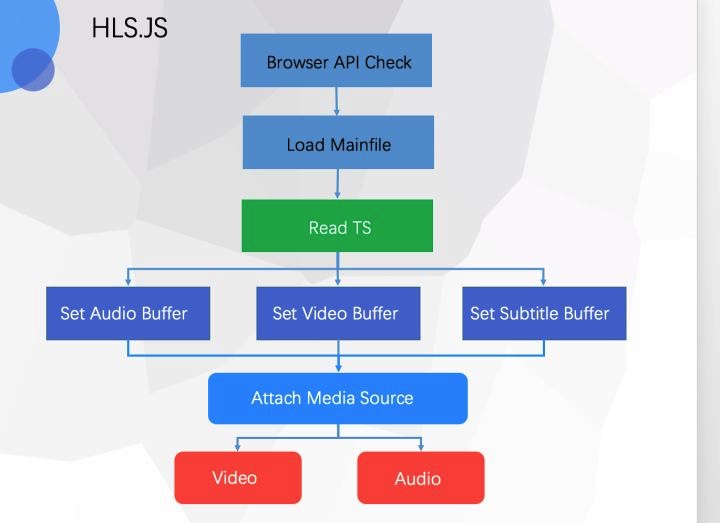 HLS.JS
Browser API Check
Load Mainfile
Read TS
Set Audio Buffer
Set Video Buffer
Set Subtitle Buffer
Attach Media Source
Video
Audio